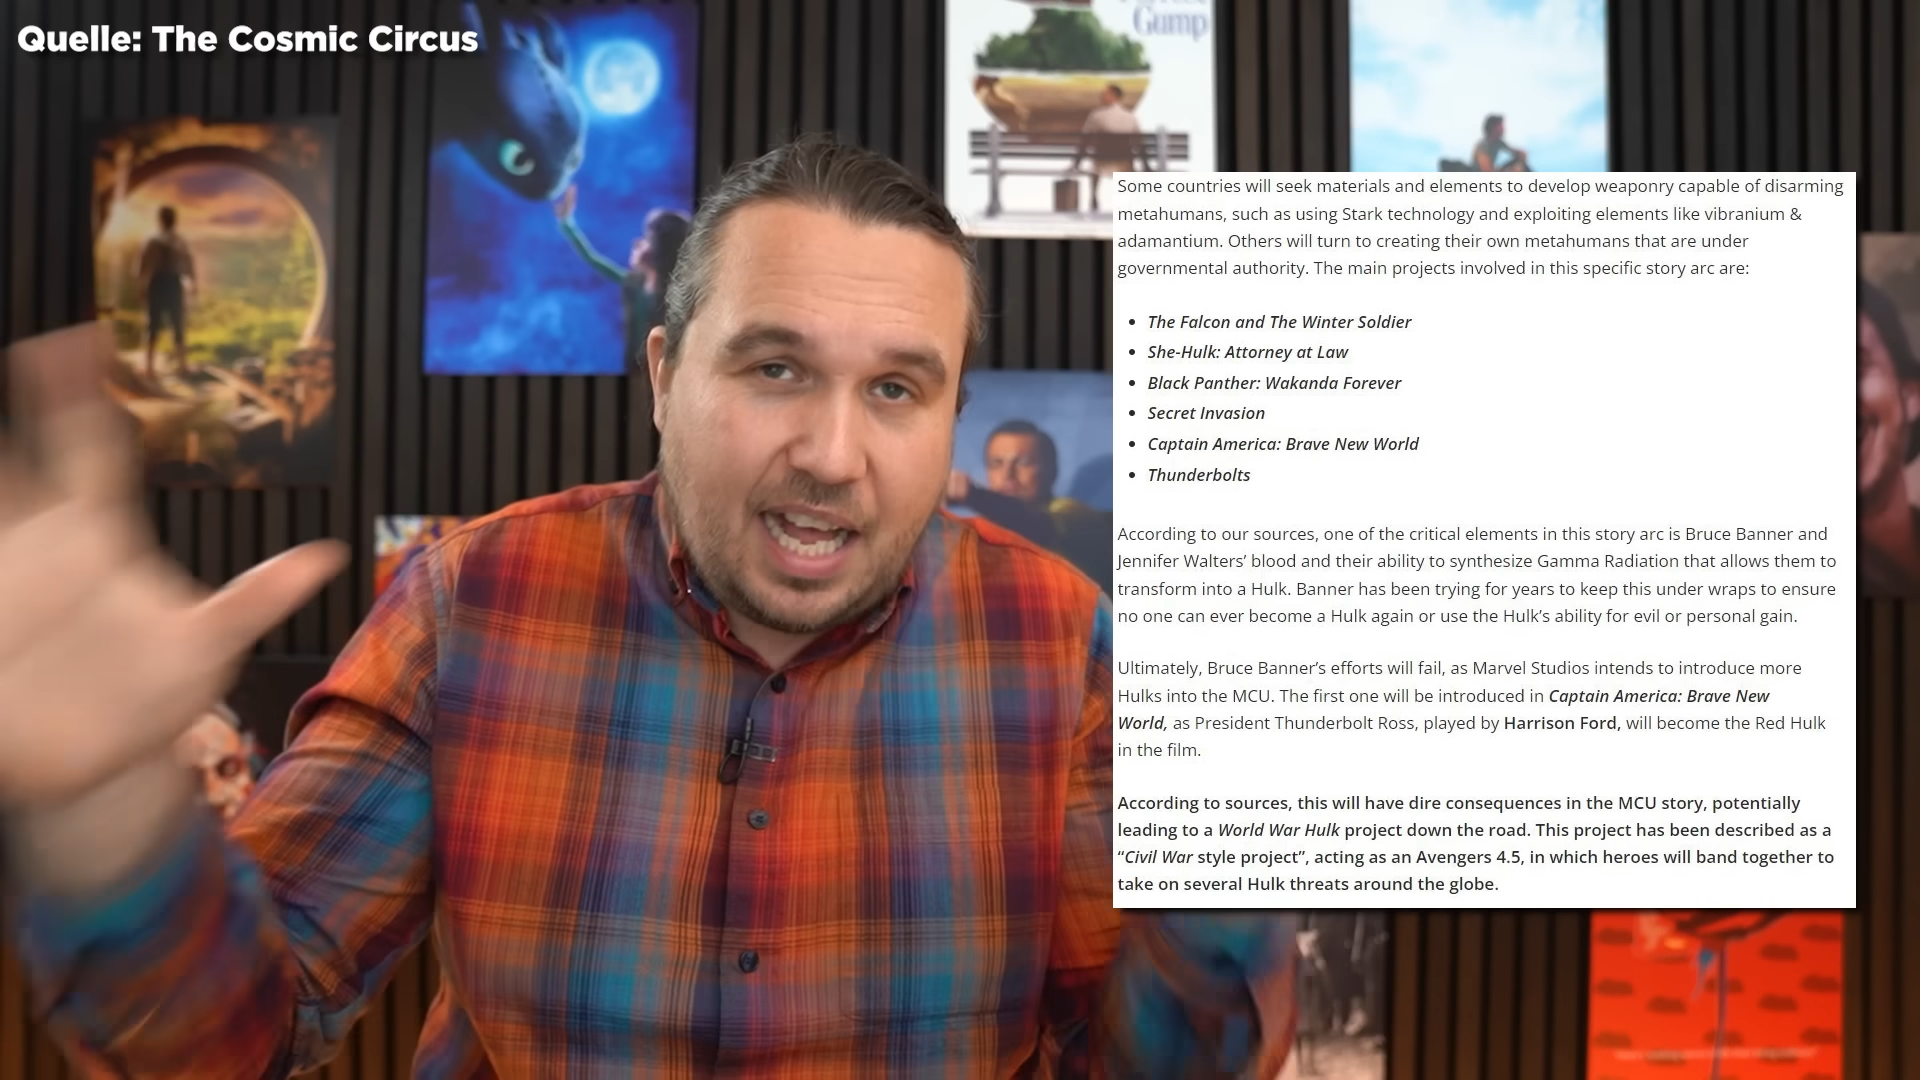 Quelle: The Cosmic Circus
Gump
Some countries will seek materials and elements to develop weaponry capable of disarming
metahumans, such as using Stark technology and exploiting elements like vibranium &
adamantium. Others will turn to creating their own metahumans that are under
governmental authority. The main projects involved in this specific story arc are:
• The Falcon and The Winter Soldier
• She-Hulk: Attorney at Law
• Black Panther: Wakanda Forever
• Secret Invasion
• Captain America: Brave New World
• Thunderbolts
According to our sources, one of the critical elements in this story arc is Bruce Banner and
Jennifer Walters’ blood and their ability to synthesize Gamma Radiation that allows them to
transform into a Hulk. Banner has been trying for years to keep this under wraps to ensure
no one can ever become a Hulk again or use the Hulk’s ability for evil or personal gain.
Ultimately, Bruce Banner’s efforts will fail, as Marvel Studios intends to introduce more
Hulks into the MCU. The first one will be introduced in Captain America: Brave New
World, as President Thunderbolt Ross, played by Harrison Ford, will become the Red Hulk
in the film.
According to sources, this will have dire consequences in the MCU story, potentially
leading to a World War Hulk project down the road. This project has been described as a
“Civil War style project”, acting as an Avengers 4.5, in which heroes will band together to
take on several Hulk threats around the globe.